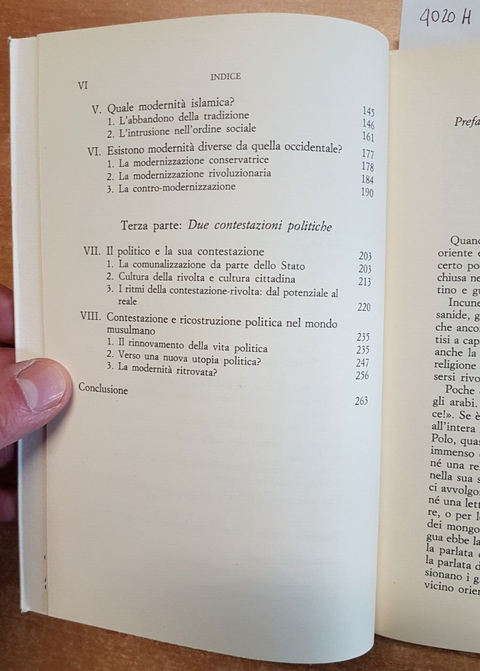 4020 H
VI
INDICE
V. Quale modernità islamica? 145
1. L'abbandono della tradizione 146
2. L'intrusione nell'ordine sociale 161
VI. Esistono modernità diverse da quella occidentale? 177
1. La modernizzazione conservatrice 178
2. La modernizzazione rivoluzionaria 184
3. La contro-modernizzazione 190
Terza parte: Due contestazioni politiche
VII. Il politico e la sua contestazione 203
1. La comunalizzazione da parte dello Stato 203
2. Cultura della rivolta e cultura cittadina 213
3. I ritmi della contestazione-rivolta: dal potenziale al
reale 220
VIII. Contestazione e ricostruzione politica nel mondo
musulmano 235
1. Il rinnovamento della vita politica 235
2. Verso una nuova utopia politica? 247
3. La modernità ritrovata? 256
Conclusione 263
Prefa
Quand
oriente e
certo po
chiusa ne
tino e gu
Incune
sanide, g
che anco
tisi a cap
anche la
religione
sersi rivo
Poche
gli arabi.
ce!». Se è
all'intera
Polo, quas
immenso
né una re
nella sua s
ci avvolgo
né una lett
re, o per l
dei mongo
gua ebbe la
la parlata
la parlata d
sionano i g
vicino orien